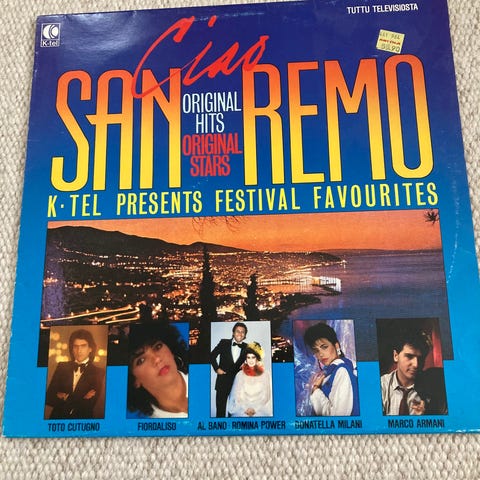 K-tel
TUTTU TELEVISIOSTA
Ciao
SAN REMO
ORIGINAL
HITS
ORIGINAL
STARS
K-TEL PRESENTS FESTIVAL FAVOURITES
TOTO CUTUGNO
FIORDALISO
AL BANO ROMINA POWER
DONATELLA MILANI
MARCO ARMANI